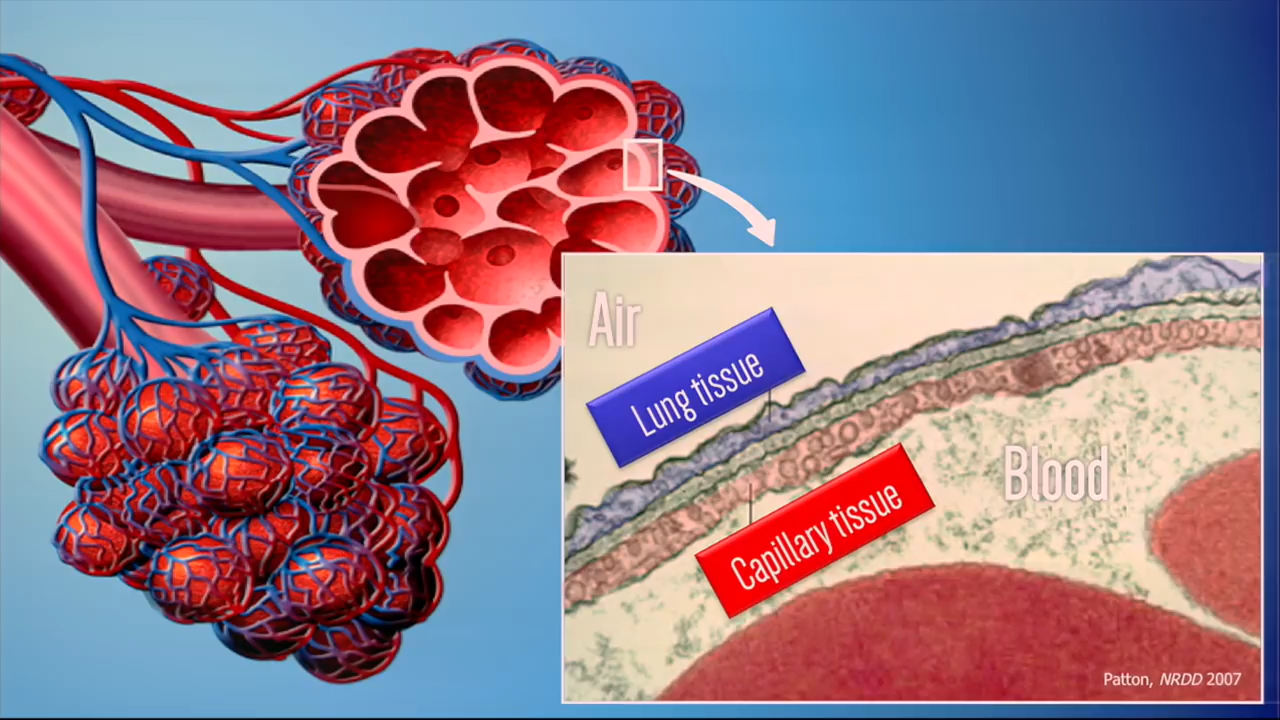 Air
Lung tissue
Blood
Capillary tissue
Patton, NRDD 2007